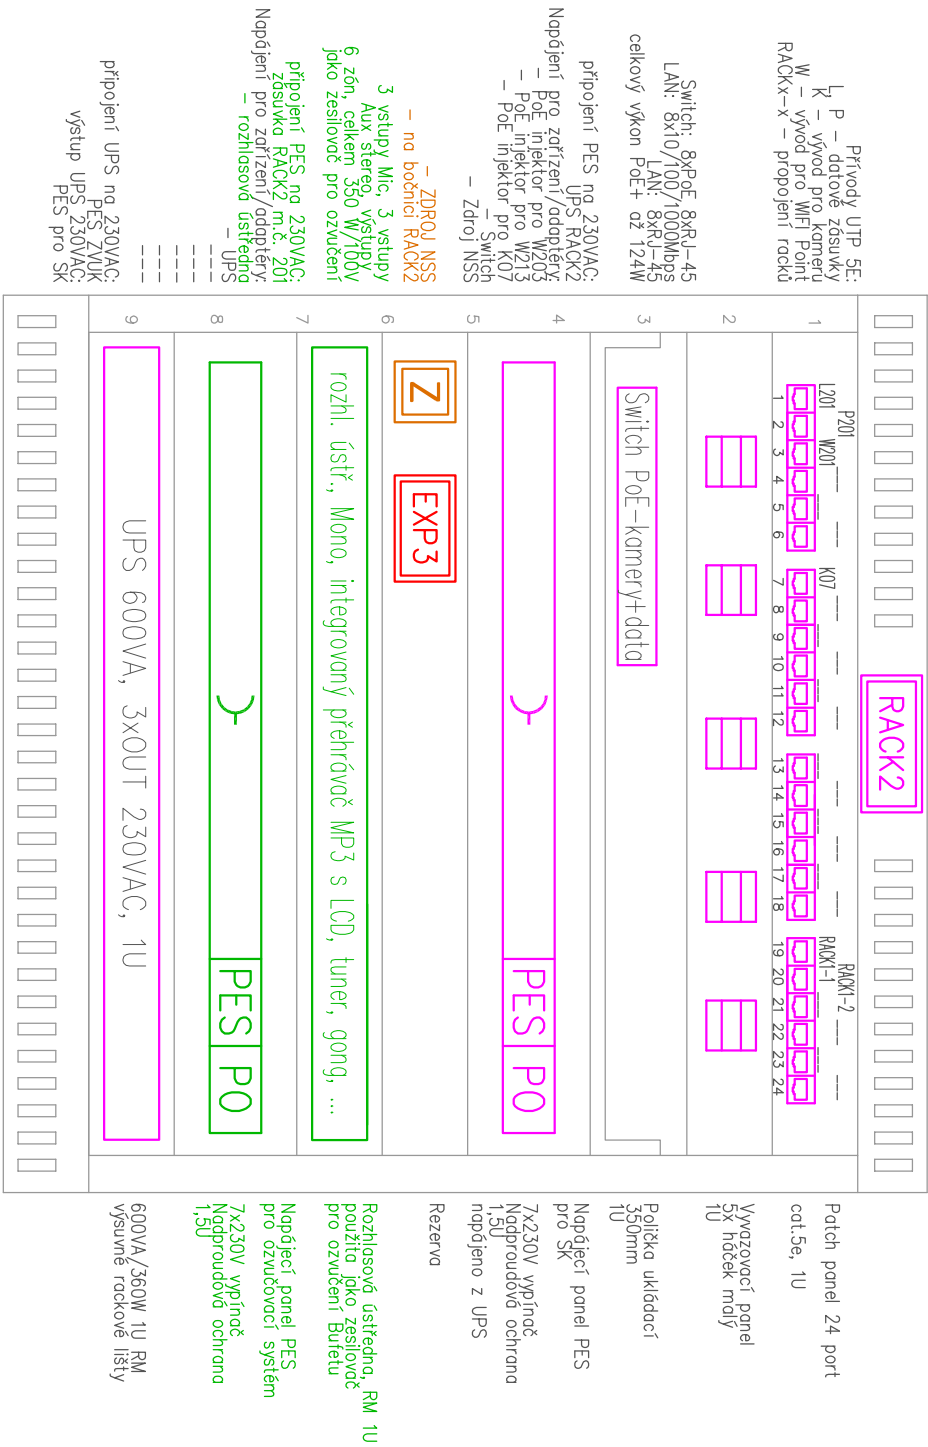 RACK2
Přívody UTP 5E:
L, P – datové zásuvky
K – vývod pro kameru
W – vývod pro WIFI Point
RACKx–x – propojení racků
Switch: 8xPoE 8xRJ–45
LAN: 8x10/100/1000Mbps
LAN: 8xRJ–45
celkový výkon PoE+ až 124W
připojení PES na 230VAC:
UPS RACK2
Napájení pro zařízení/adaptéry:
– PoE injektor pro W203
– PoE injektor pro W213
– PoE injektor pro K07
– Switch
– Zdroj NSS
– ZDROJ NSS
– na bočnici RACK2
3 vstupy Mic, 3 vstupy
Aux stereo, výstupy
6 zón, celkem 350 W/100V
jako zesilovač pro ozvučení
připojení PES na 230VAC:
zásuvka RACK2 m.č. 201
Napájení pro zařízení/adaptéry:
– rozhlasová ústředna
– UPS
–––
–––
–––
–––
připojení UPS na 230VAC:
PES ZVUK
výstup UPS 230VAC:
PES pro SK
1
P201 ––– ––– ––– ––– ––– ––– ––– ––– RACK1–2 ––– –––
L201 W201 ––– K07 ––– ––– ––– ––– ––– RACK1–1 ––– –––
1 2 3 4 5 6 7 8 9 10 11 12 13 14 15 16 17 18 19 20 21 22 23 24
2
3
Switch PoE–kamery+data
4
PES PO
5
6
Z EXP3
7
rozhl. ústř., Mono, integrovaný přehrávač MP3 s LCD, tuner, gong, ...
8
PES PO
9
UPS 600VA, 3xOUT 230VAC, 1U
Patch panel 24 port
cat.5e, 1U
Vyvazovací panel
5x háček malý
1U
Polička ukládací
350mm
1U
Napájecí panel PES
pro SK
7x230V vypínač
Nadproudová ochrana
1,5U
napájeno z UPS
Rezerva
Rozhlasová ústředna, RM 1U
použita jako zesilovač
pro ozvučení Bufetu
Napájecí panel PES
pro ozvučovací systém
7x230V vypínač
Nadproudová ochrana
1,5U
600VA/360W 1U RM
výsuvné rackové lišty